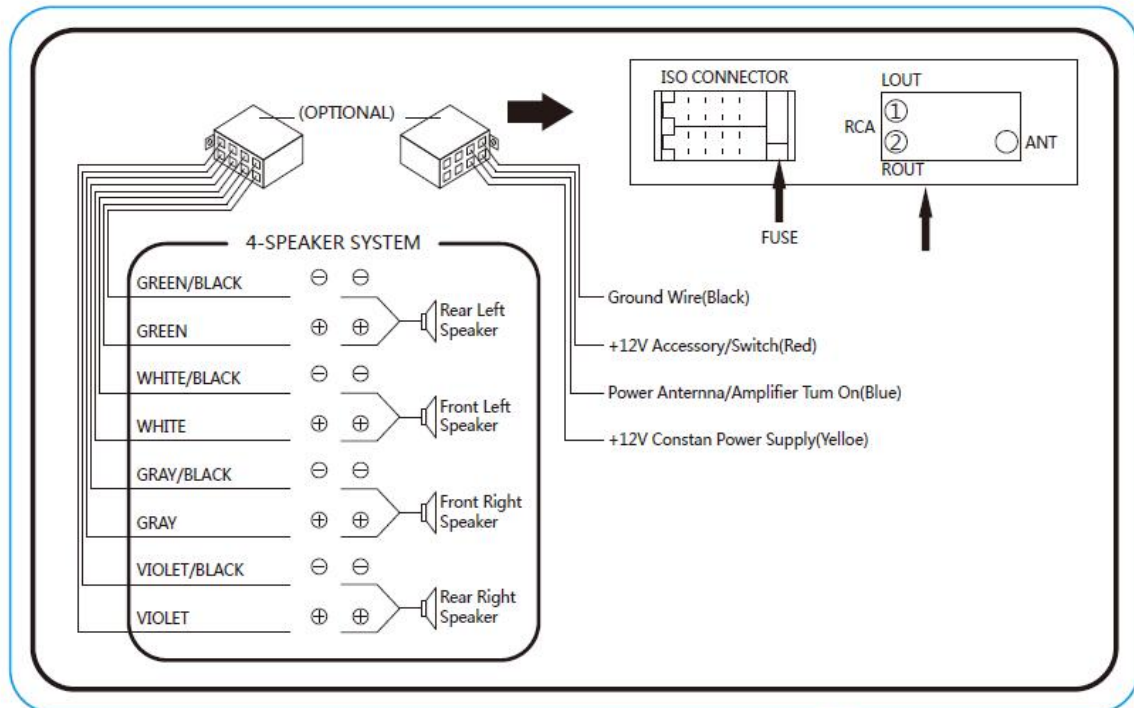 (OPTIONAL)
ISO CONNECTOR
LOUT
RCA
①
②
ANT
ROUT
FUSE
4-SPEAKER SYSTEM
GREEN/BLACK
GREEN
Rear Left
Speaker
WHITE/BLACK
WHITE
Front Left
Speaker
GRAY/BLACK
GRAY
Front Right
Speaker
VIOLET/BLACK
VIOLET
Rear Right
Speaker
Ground Wire(Black)
+12V Accessory/Switch(Red)
Power Anternna/Amplifier Tum On(Blue)
+12V Constan Power Supply(Yelloe)